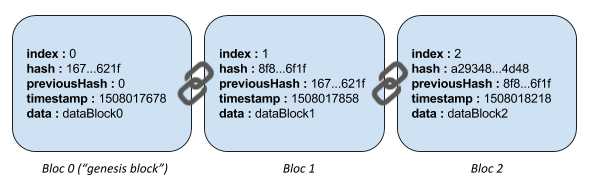 index : 0
hash : 167...621f
previousHash : 0
timestamp : 1508017678
data : dataBlock0
Bloc 0 (“genesis block”)
index : 1
hash : 8f8...6f1f
previousHash : 167...621f
timestamp : 1508017858
data : dataBlock1
Bloc 1
index : 2
hash : a29348...4d48
previousHash : 8f8...6f1f
timestamp : 1508018218
data : dataBlock2
Bloc 2